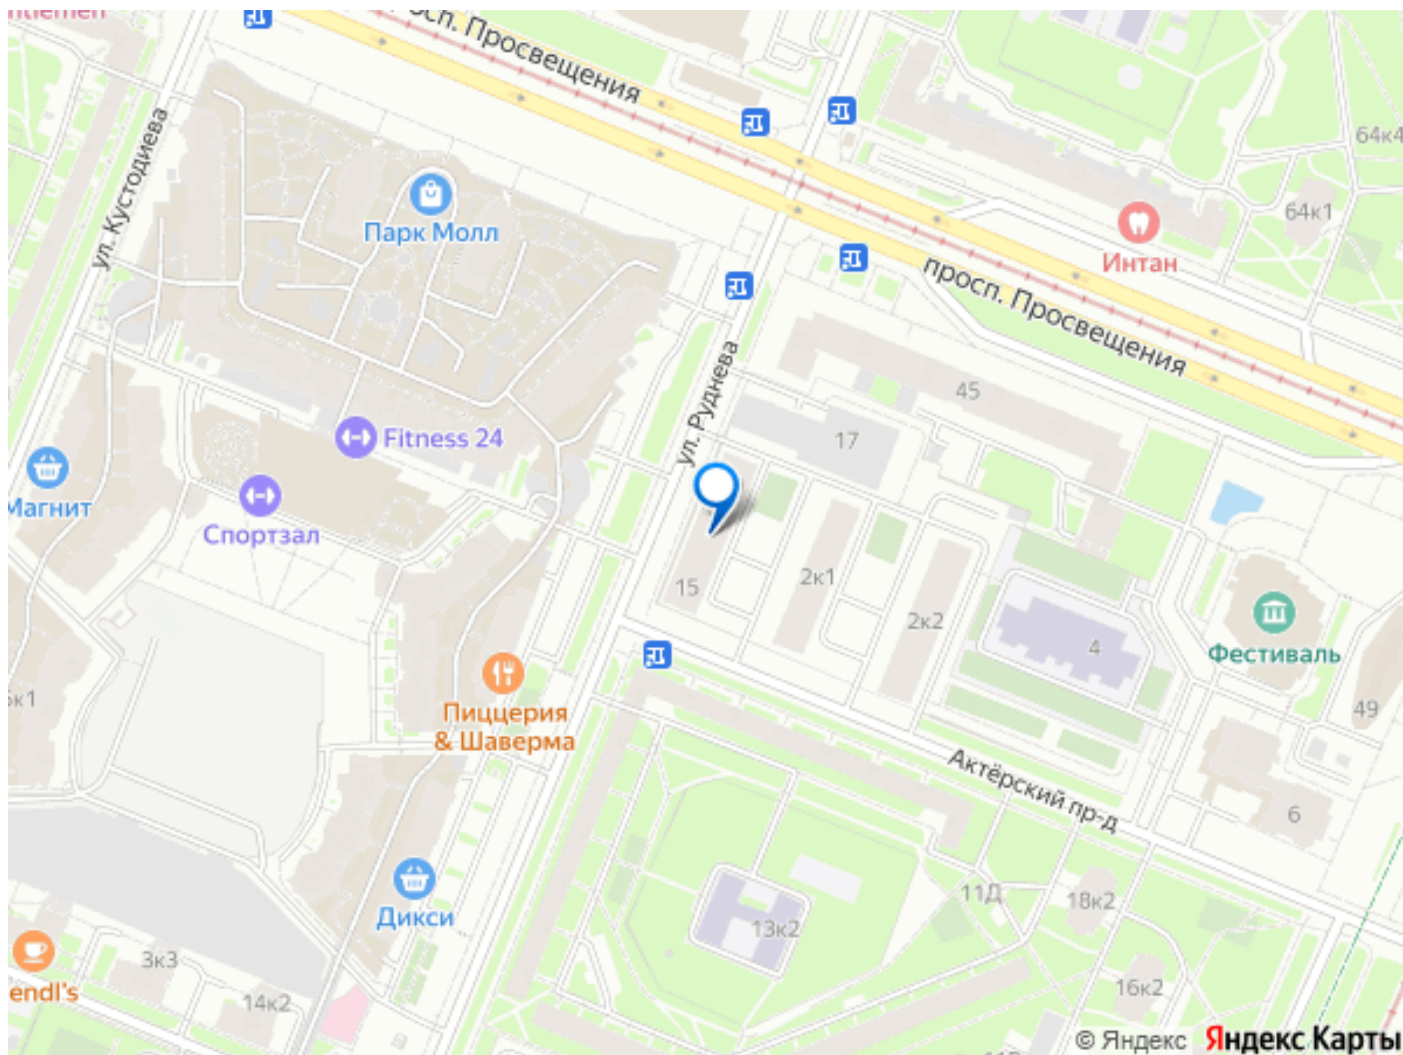 просп. Просвещения
ул. Кустодиева
Парк Молл
64к4
64к1
Интан
просп. Просвещения
ул. Руднева
45
17
Fitness 24
Магнит
Спортзал
15
2к1
2к2
4
Фестиваль
49
Пиццерия
& Шаверма
Актёрский пр-д
6
Дикси
11Д
18к2
13к2
3к3
14к2
16к2
© Яндекс Яндекс Карты